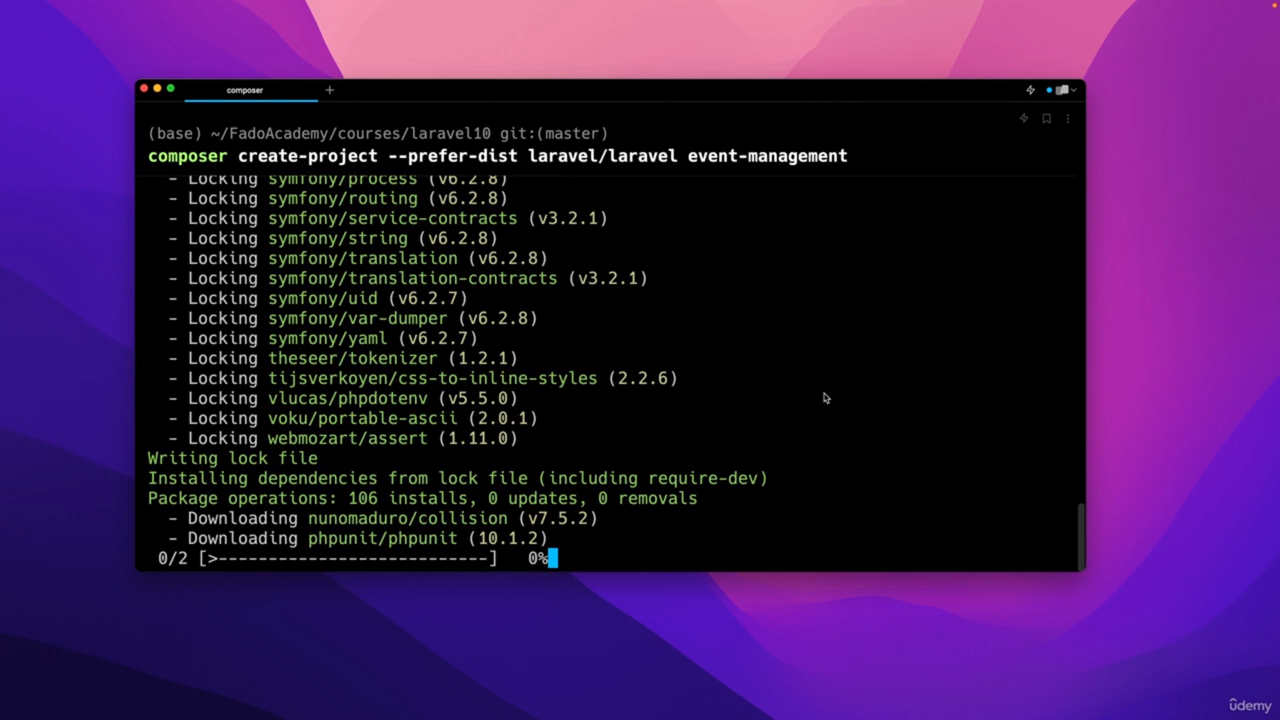 composer
(base) ~/FadoAcademy/courses/laravel10 git:(master)
composer create-project --prefer-dist laravel/laravel event-management
- Locking symfony/process (v6.2.8)
- Locking symfony/routing (v6.2.8)
- Locking symfony/service-contracts (v3.2.1)
- Locking symfony/string (v6.2.8)
- Locking symfony/translation (v6.2.8)
- Locking symfony/translation-contracts (v3.2.1)
- Locking symfony/uid (v6.2.7)
- Locking symfony/var-dumper (v6.2.8)
- Locking symfony/yaml (v6.2.7)
- Locking theseer/tokenizer (1.2.1)
- Locking tijsverkoyen/css-to-inline-styles (2.2.6)
- Locking vlucas/phpdotenv (v5.5.0)
- Locking voku/portable-ascii (2.0.1)
- Locking webmozart/assert (1.11.0)
Writing lock file
Installing dependencies from lock file (including require-dev)
Package operations: 106 installs, 0 updates, 0 removals
- Downloading nunomaduro/collision (v7.5.2)
- Downloading phpunit/phpunit (10.1.2)
0/2 [>---------------------------] 0%
ûdemy